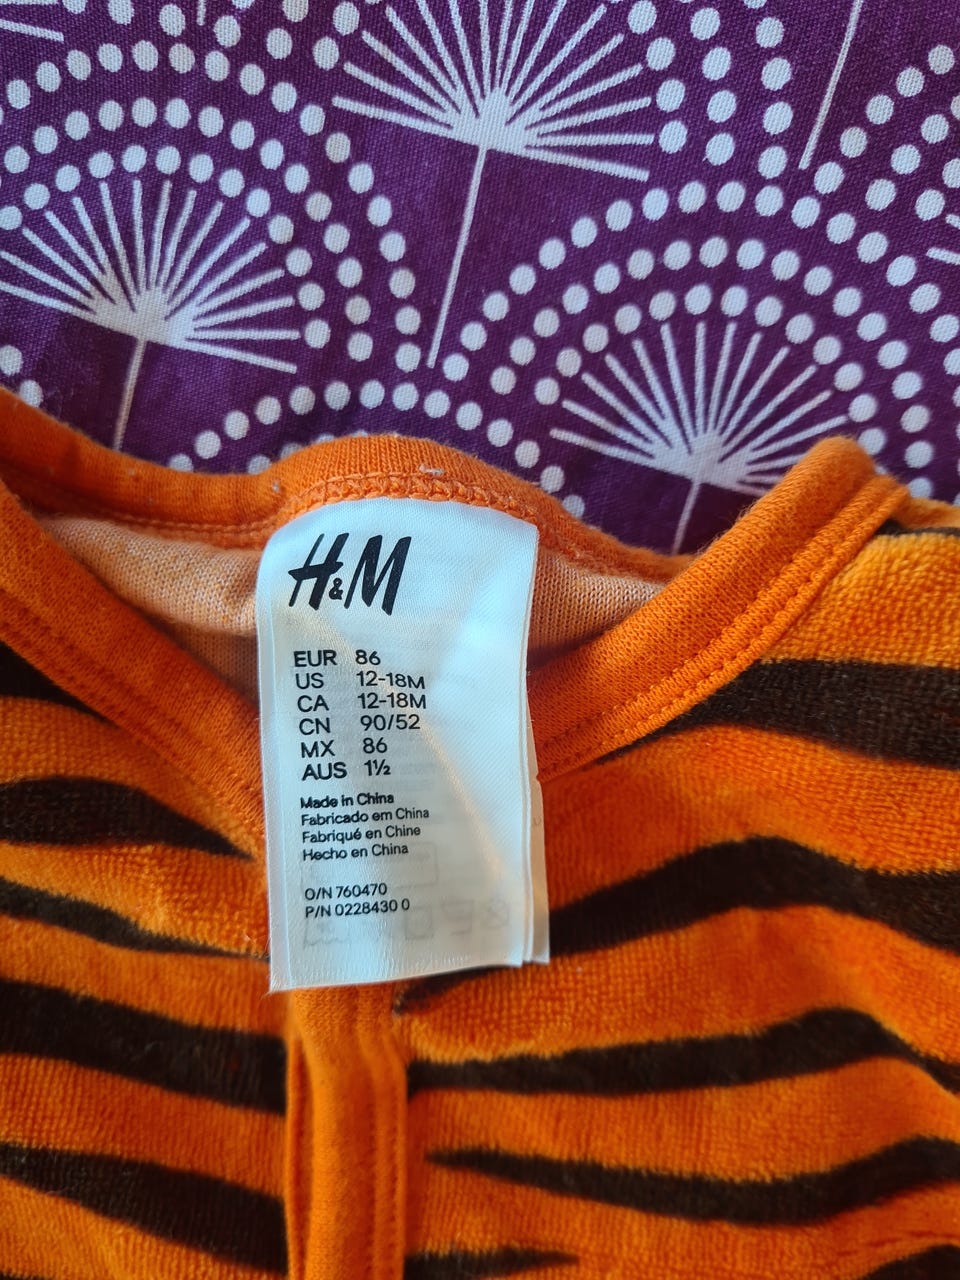 H&M
EUR 86
US 12-18M
CA 12-18M
CN 90/52
MX 86
AUS 1½
Made in China
Fabricado em China
Fabriqué en Chine
Hecho en China
O/N 760470
P/N 0228430 0